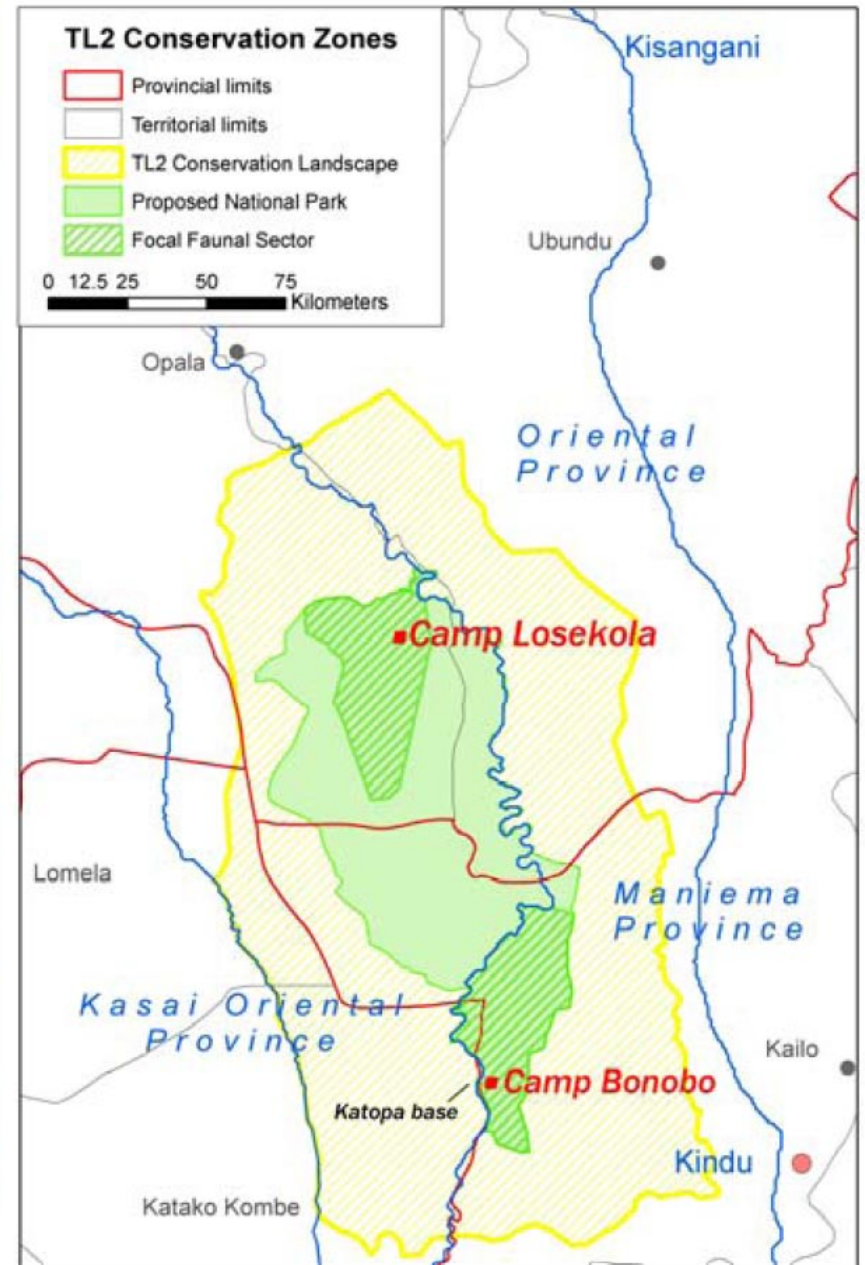 TL2 Conservation Zones
Provincial limits
Territorial limits
TL2 Conservation Landscape
Proposed National Park
Focal Faunal Sector
0 12.5 25 50 75
Kilometers
Kisangani
Ubundu
Opala
Oriental
Province
Camp Losekola
Lomela
Maniema
Province
Kasai Oriental
Province
Kailo
Camp Bonobo
Katopa base
Kindu
Katako Kombe